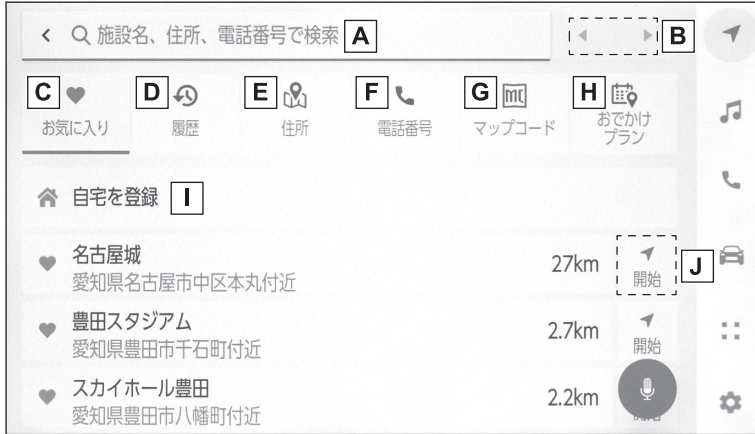 施設名、住所、電話番号で検索 A
B
C
お気に入り
D
履歴
E
住所
F
電話番号
G
マップコード
H
おでかけ
プラン
自宅を登録 I
名古屋城
愛知県名古屋市中区本丸付近
27km
開始
J
豊田スタジアム
愛知県豊田市千石町付近
2.7km
開始
スカイホール豊田
愛知県豊田市八幡町付近
2.2km